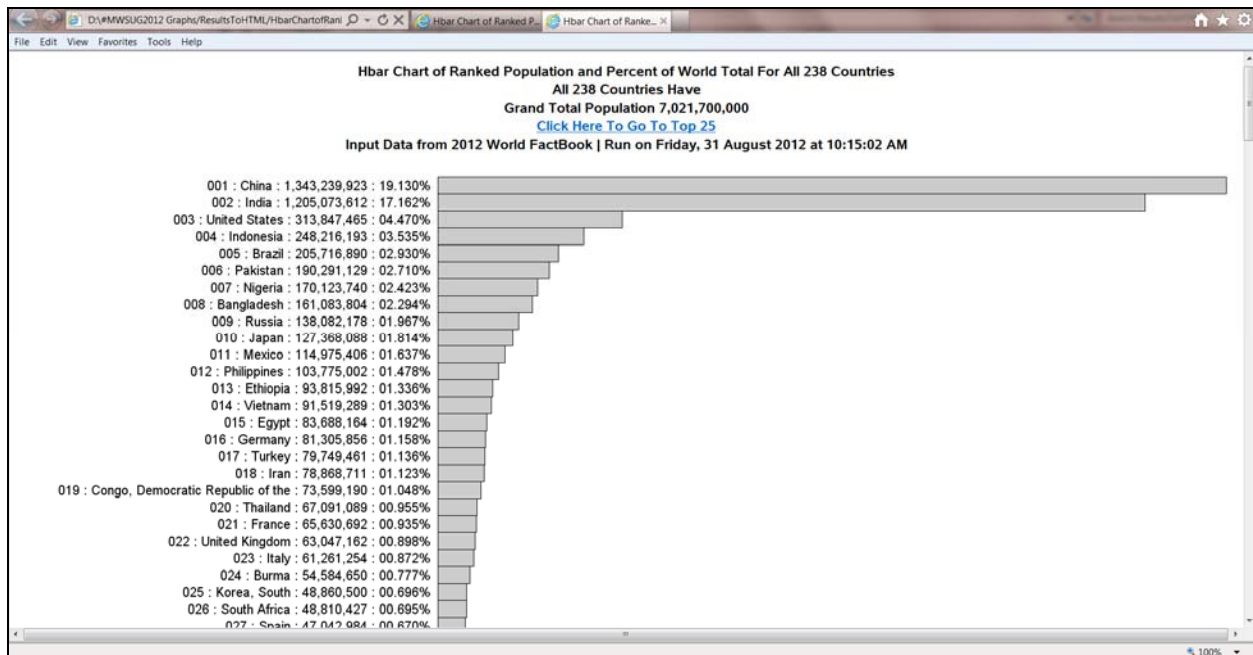 D:\#MWSUG2012 Graphs/ResultsToHTML/HbarChartofRanl
Hbar Chart of Ranked P...
Hbar Chart of Ranke...
File Edit View Favorites Tools Help
Hbar Chart of Ranked Population and Percent of World Total For All 238 Countries
All 238 Countries Have
Grand Total Population 7,021,700,000
Click Here To Go To Top 25
Input Data from 2012 World FactBook | Run on Friday, 31 August 2012 at 10:15:02 AM
001 : China : 1,343,239,923 : 19.130%
002 : India : 1,205,073,612 : 17.162%
003 : United States : 313,847,465 : 04.470%
004 : Indonesia : 248,216,193 : 03.535%
005 : Brazil : 205,716,890 : 02.930%
006 : Pakistan : 190,291,129 : 02.710%
007 : Nigeria : 170,123,740 : 02.423%
008 : Bangladesh : 161,083,804 : 02.294%
009 : Russia : 138,082,178 : 01.967%
010 : Japan : 127,368,088 : 01.814%
011 : Mexico : 114,975,406 : 01.637%
012 : Philippines : 103,775,002 : 01.478%
013 : Ethiopia : 93,815,992 : 01.336%
014 : Vietnam : 91,519,289 : 01.303%
015 : Egypt : 83,688,164 : 01.192%
016 : Germany : 81,305,856 : 01.158%
017 : Turkey : 79,749,461 : 01.136%
018 : Iran : 78,868,711 : 01.123%
019 : Congo, Democratic Republic of the : 73,599,190 : 01.048%
020 : Thailand : 67,091,089 : 00.955%
021 : France : 65,630,692 : 00.935%
022 : United Kingdom : 63,047,162 : 00.898%
023 : Italy : 61,261,254 : 00.872%
024 : Burma : 54,584,650 : 00.777%
025 : Korea, South : 48,860,500 : 00.696%
026 : South Africa : 48,810,427 : 00.695%
027 : Spain : 47,042,984 : 00.670%
100%